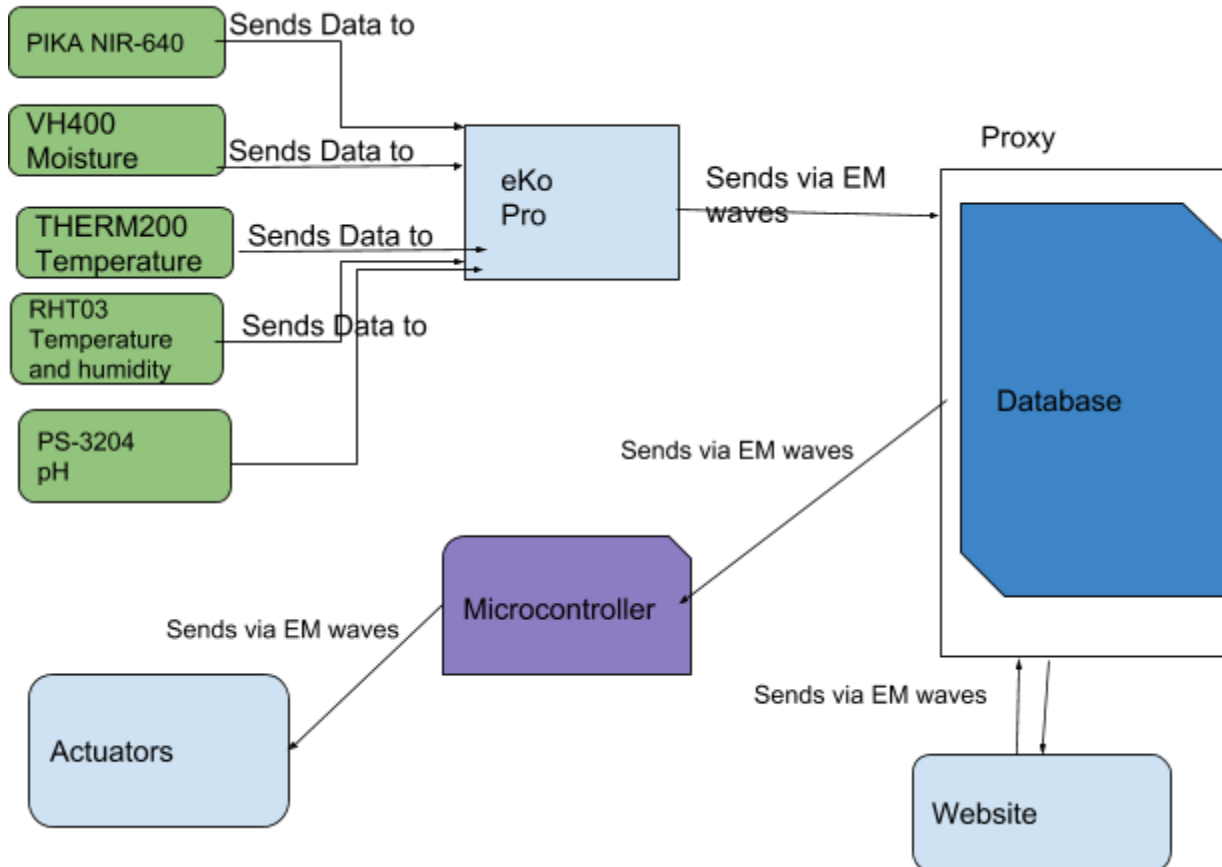 PIKA NIR-640
Sends Data to
VH400
Moisture
Sends Data to
THERM200
Temperature
Sends Data to
RHT03
Temperature
and humidity
Sends Data to
PS-3204
pH
eKo
Pro
Sends via EM
waves
Proxy
Database
Sends via EM waves
Microcontroller
Sends via EM waves
Actuators
Sends via EM waves
Website